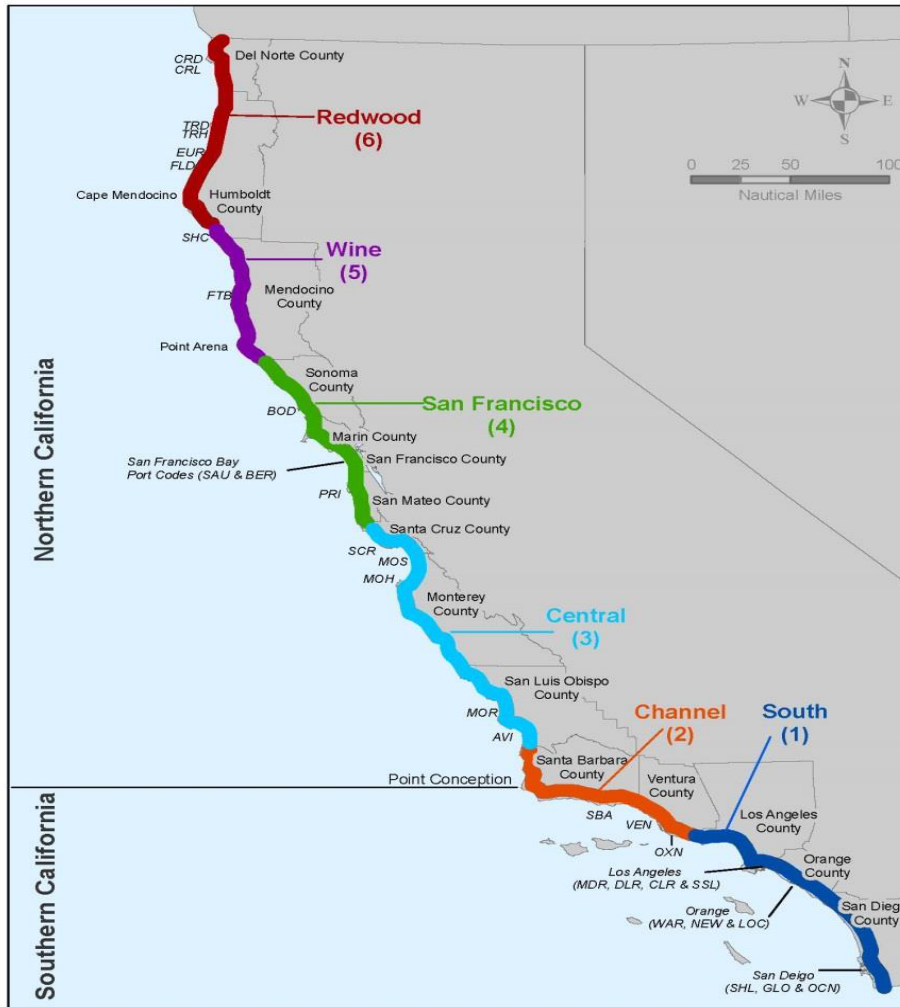 CRD
CRL
Del Norte County
N
W
E
S
Redwood
(6)
TRD
TRH
EUR
FLD
0 25 50 100
Nautical Miles
Cape Mendocino
Humboldt
County
SHC
Wine
(5)
FTB
Mendocino
County
Point Arena
Northern California
Sonoma
County
San Francisco
(4)
BOD
Marin County
San Francisco County
San Francisco Bay
Port Codes (SAU & BER)
PRI
San Mateo County
Santa Cruz County
SCR
MOS
MOH
Monterey
County
Central
(3)
San Luis Obispo
County
MOR
AVI
Channel
(2)
South
(1)
Santa Barbara
County
Point Conception
Ventura
County
Southern California
SBA
VEN
OXN
Los Angeles
County
Los Angeles
(MDR, DLR, CLR & SSL)
Orange
County
Orange
(WAR, NEW & LOC)
San Dieg
County
San Deigo
(SHL, GLO & OCN)